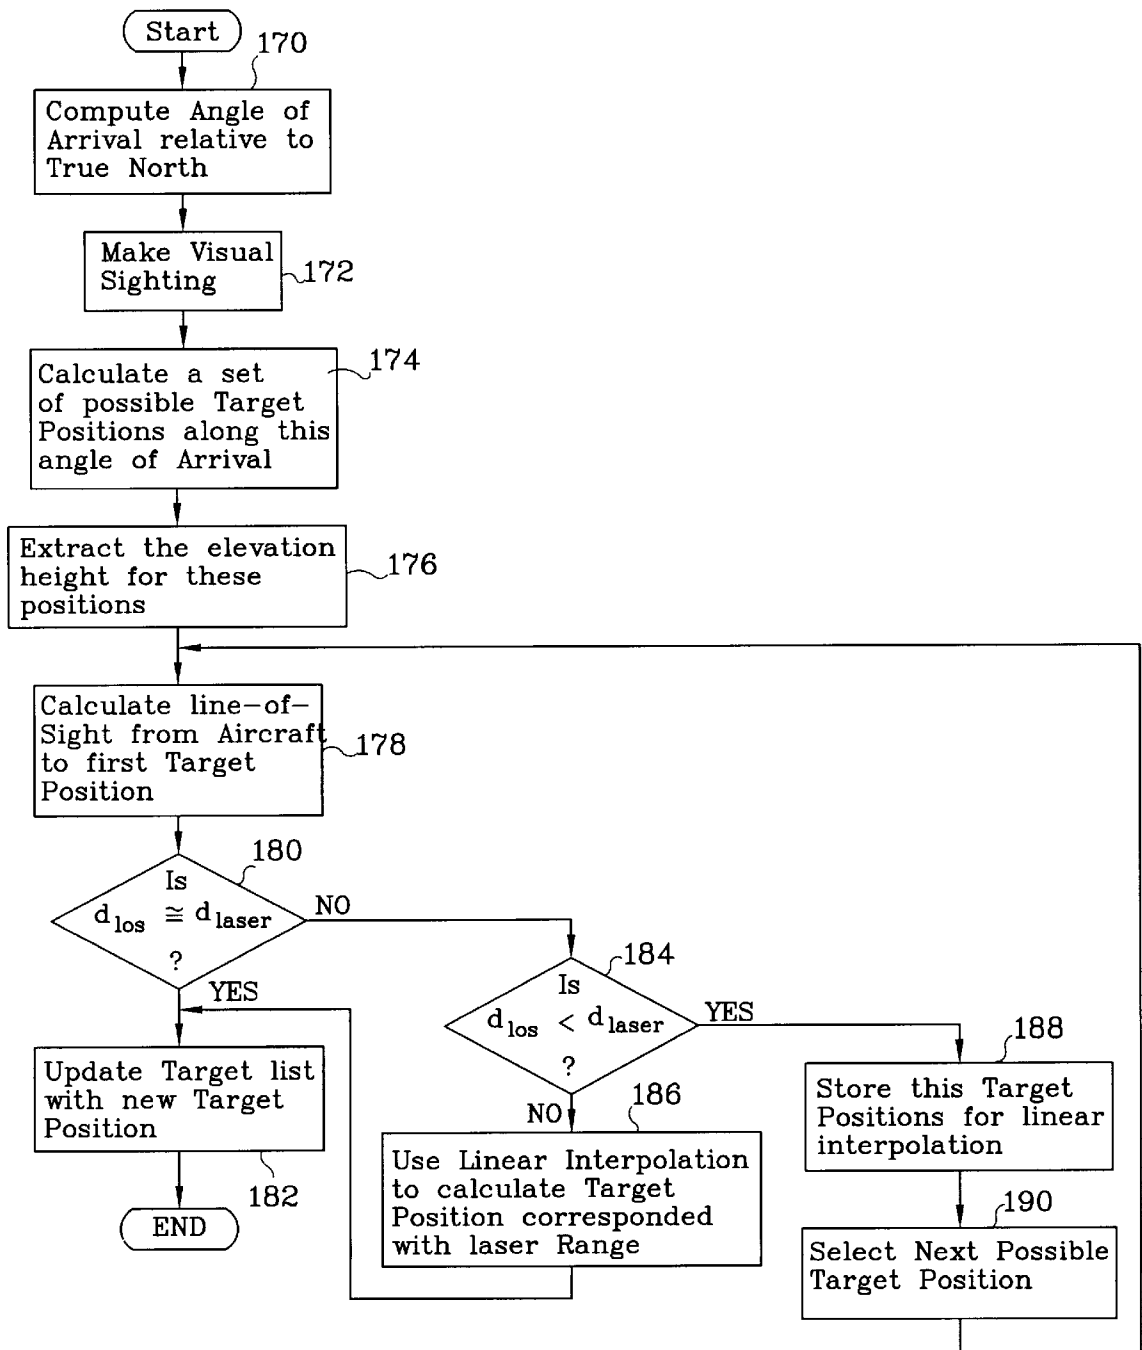 Start
170
Compute Angle of
Arrival relative to
True North
Make Visual
Sighting
172
174
Calculate a set
of possible Target
Positions along this
angle of Arrival
Extract the elevation
height for these
positions
176
Calculate line-of-
Sight from Aircraft
to first Target
Position
178
180
Is
d los ≅ d laser
?
NO
YES
184
Is
d los < d laser
?
YES
NO
188
Store this Target
Positions for linear
interpolation
186
Use Linear Interpolation
to calculate Target
Position corresponded
with laser Range
Update Target list
with new Target
Position
182
END
190
Select Next Possible
Target Position